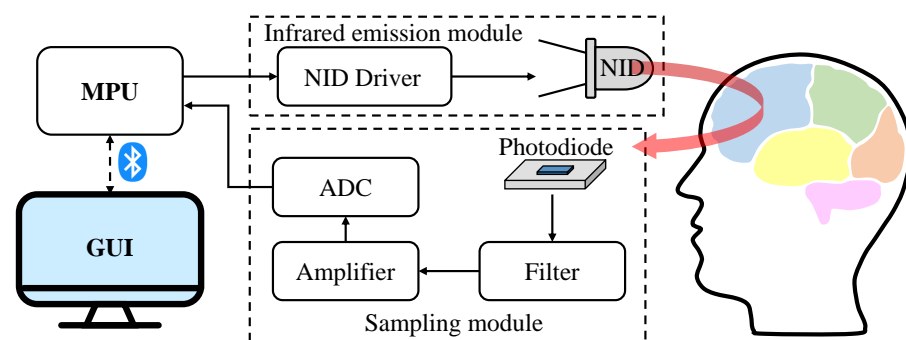 Infrared emission module
MPU
NID Driver
NID
Photodiode
ADC
GUI
Amplifier
Filter
Sampling module